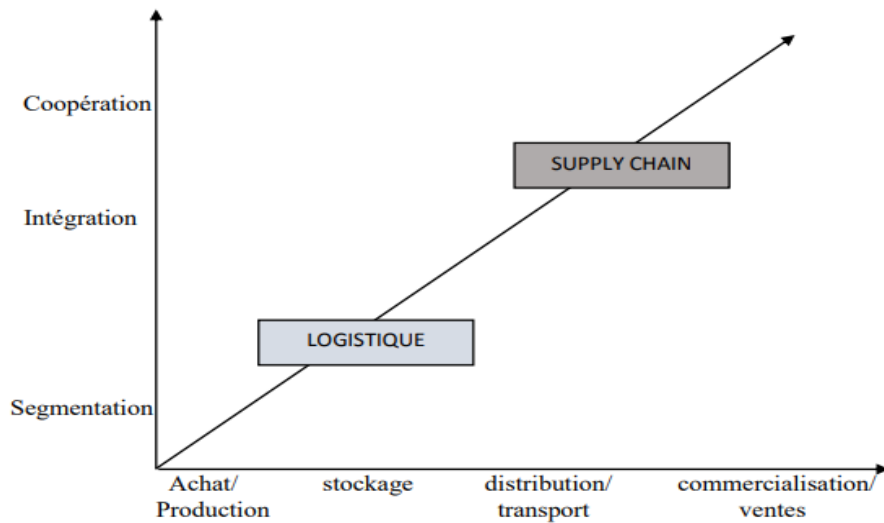 Coopération
SUPPLY CHAIN
Intégration
LOGISTIQUE
Segmentation
Achat/
Production
stockage
distribution/
transport
commercialisation/
ventes